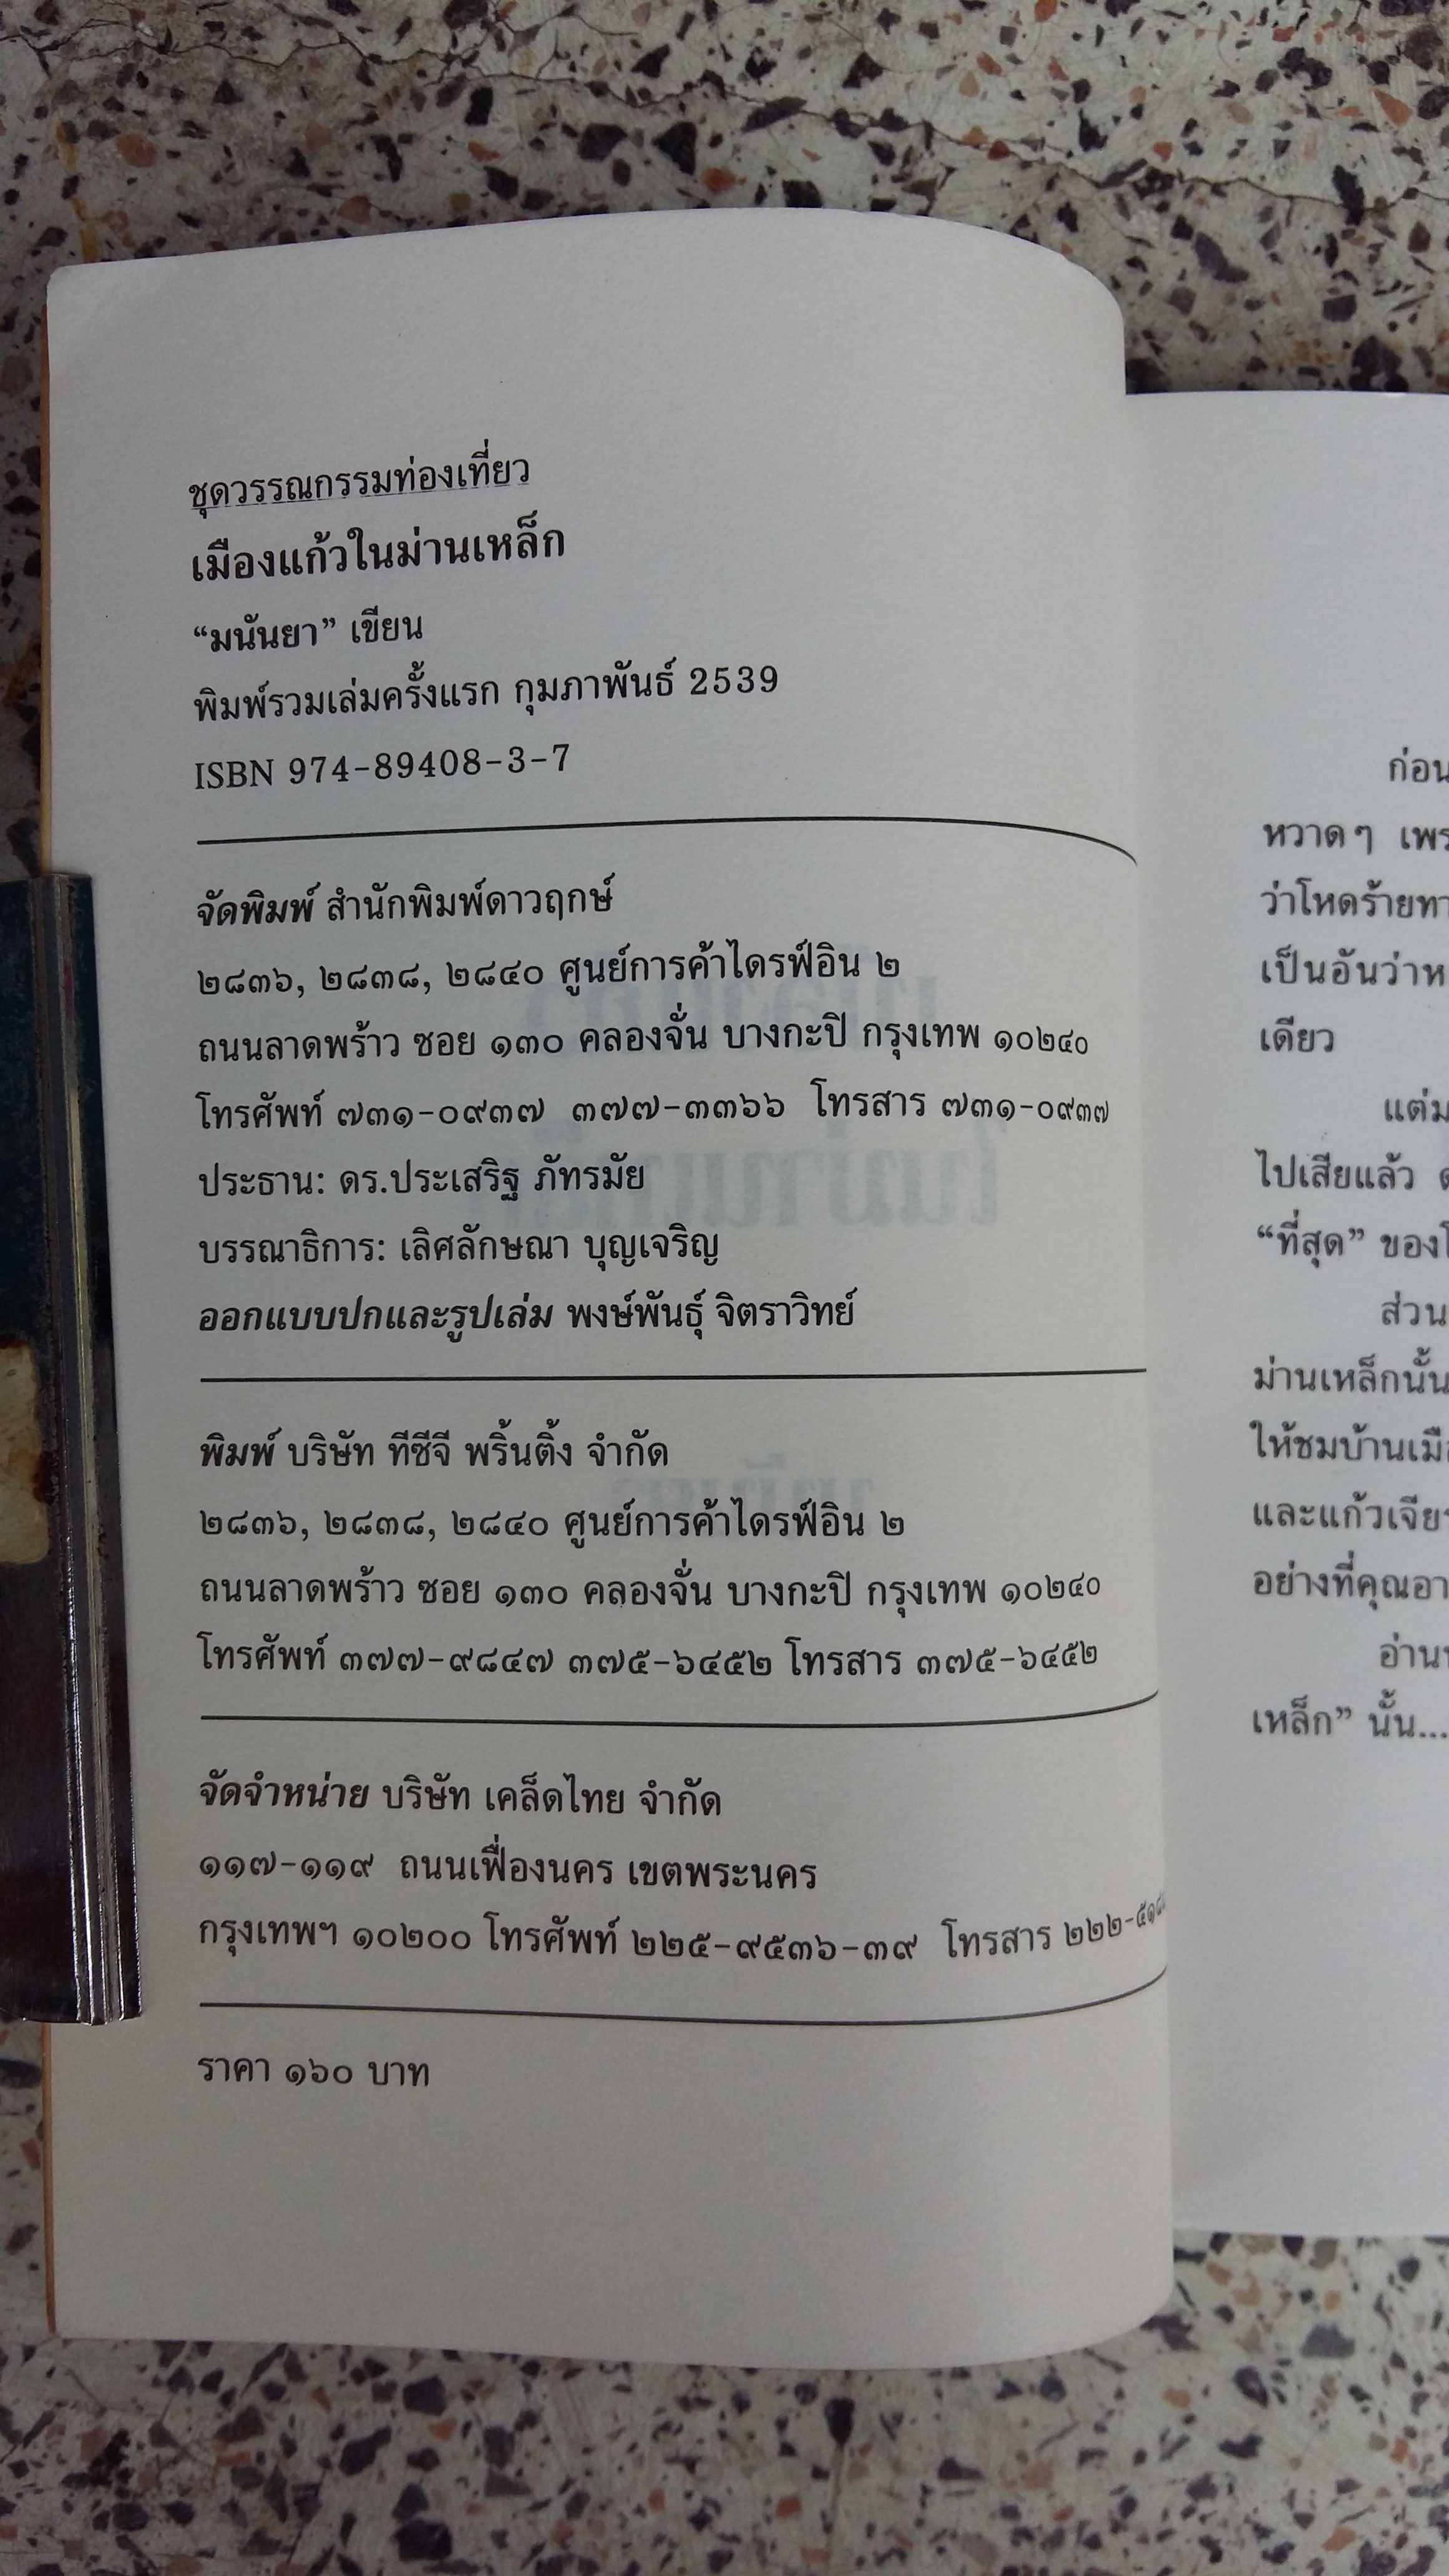 ชุดวรรณกรรมท่องเที่ยว
เมืองแก้วในม่านเหล็ก
“มนันยา” เขียน
พิมพ์รวมเล่มครั้งแรก กุมภาพันธ์ 2539
ISBN 974-89408-3-7
จัดพิมพ์ สำนักพิมพ์ดาวฤกษ์
๒๘๓๖, ๒๘๓๘, ๒๘๔๐ ศูนย์การค้าไดรฟ์อิน ๒
ถนนลาดพร้าว ซอย ๑๓๐ คลองจั่น บางกะปิ กรุงเทพ ๑๐๒๔๐
โทรศัพท์ ๗๓๑-๐๙๓๗ ๓๗๗-๓๓๖๖ โทรสาร ๗๓๑-๐๙๓๗
ประธาน: ดร.ประเสริฐ ภัทรมัย
บรรณาธิการ: เลิศลักษณา บุญเจริญ
ออกแบบปกและรูปเล่ม พงษ์พันธุ์ จิตราวิทย์
พิมพ์ บริษัท ทีซีจี พริ้นติ้ง จำกัด
๒๘๓๖, ๒๘๓๘, ๒๘๔๐ ศูนย์การค้าไดรฟ์อิน ๒
ถนนลาดพร้าว ซอย ๑๓๐ คลองจั่น บางกะปิ กรุงเทพ ๑๐๒๔๐
โทรศัพท์ ๓๗๗-๙๘๔๗ ๓๗๕-๖๔๕๒ โทรสาร ๓๗๕-๖๔๕๒
จัดจำหน่าย บริษัท เคล็ดไทย จำกัด
๑๑๗-๑๑๙ ถนนเฟื่องนคร เขตพระนคร
กรุงเทพฯ ๑๐๒๐๐ โทรศัพท์ ๒๒๕-๙๕๓๖-๓๙ โทรสาร
ราคา ๑๖๐ บาท
ก่อน
หวาดๆ
ว่าโหดร้าย
เป็นอันว่า
เดียว
ไปเสียแล้ว
“ที่สุด” ของ
ส่วน
ม่านเหล็กนั้น
ให้ชม
และแก้ว
อย่างที่คุณ
เหล็ก” นั้น...